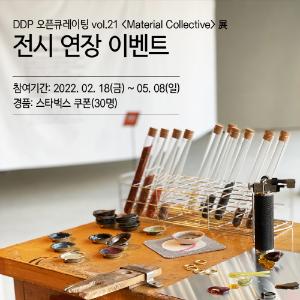 DDP 오픈큐레이팅 vol.21 <Material Collective> 展
전시 연장 이벤트
참여기간: 2022. 02. 18(금) ~ 05. 08(일)
경품: 스타벅스 쿠폰(30명)